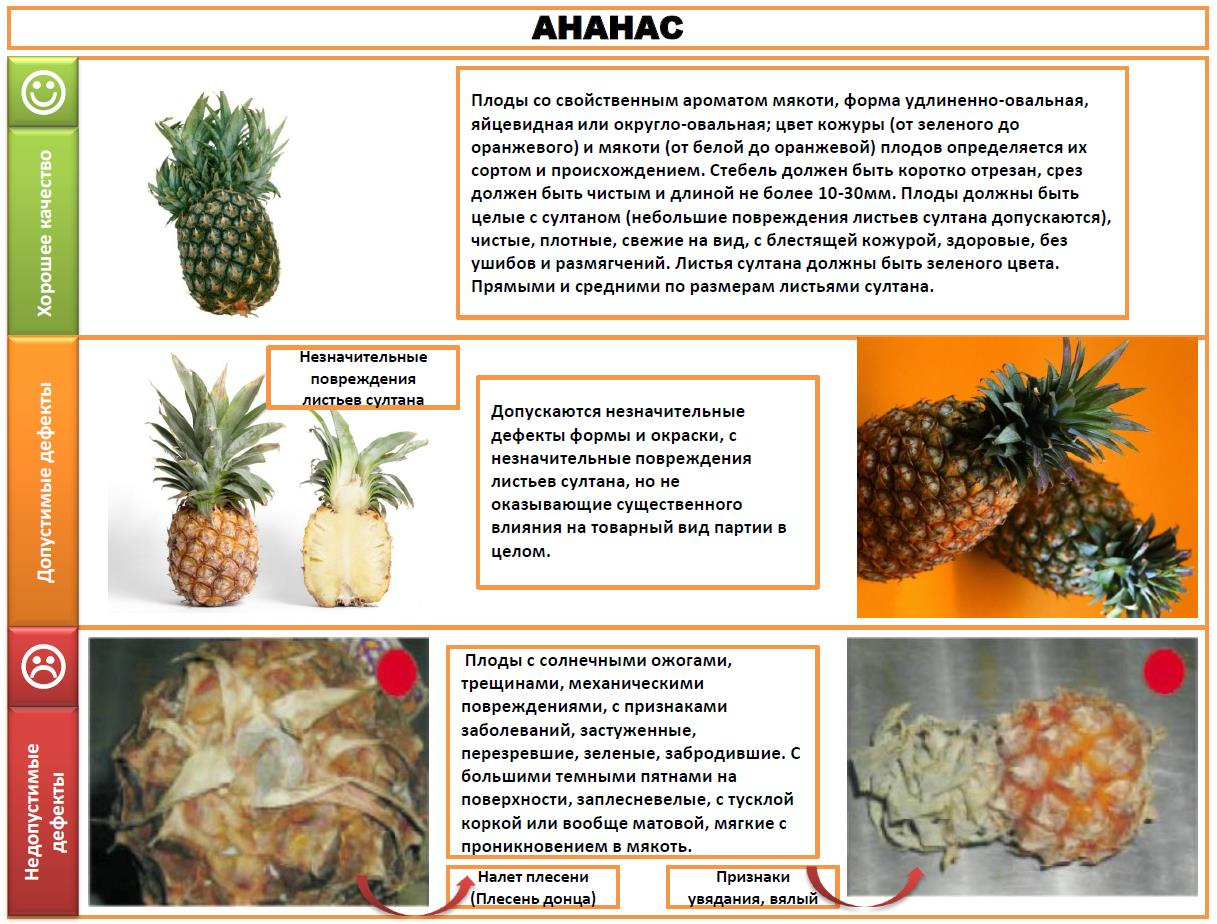 АНАНАС
Хорошее качество
Плоды со свойственным ароматом мякоти, форма удлиненно-овальная,
яйцевидная или округло-овальная; цвет кожуры (от зеленого до
оранжевого) и мякоти (от белой до оранжевой) плодов определяется их
сортом и происхождением. Стебель должен быть коротко отрезан, срез
должен быть чистым и длиной не более 10-30мм. Плоды должны быть
целые с султаном (небольшие повреждения листьев султана допускаются),
чистые, плотные, свежие на вид, с блестящей кожурой, здоровые, без
ушибов и размягчений. Листья султана должны быть зеленого цвета.
Прямыми и средними по размерам листьями султана.
Допустимые дефекты
Незначительные
повреждения
листьев султана
Допускаются незначительные
дефекты формы и окраски, с
незначительные повреждения
листьев султана, но не
оказывающие существенного
влияния на товарный вид партии в
целом.
Недопустимые
дефекты
Плоды с солнечными ожогами,
трещинами, механическими
повреждениями, с признаками
заболеваний, застуженные,
перезревшие, зеленые, забродившие. С
большими темными пятнами на
поверхности, заплесневелые, с тусклой
коркой или вообще матовой, мягкие с
проникновением в мякоть.
Налет плесени
(Плесень донца)
Признаки
увядания, вялый